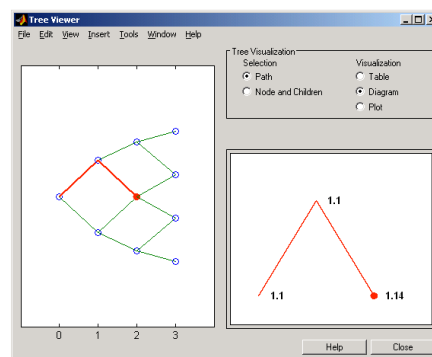 Tree Viewer
File Edit View Insert Tools Window Help
Tree Visualization
Selection
Visualization
Path
Table
Node and Children
Diagram
Plot
1.1
1.1
1.14
0 1 2 3
Help
Close